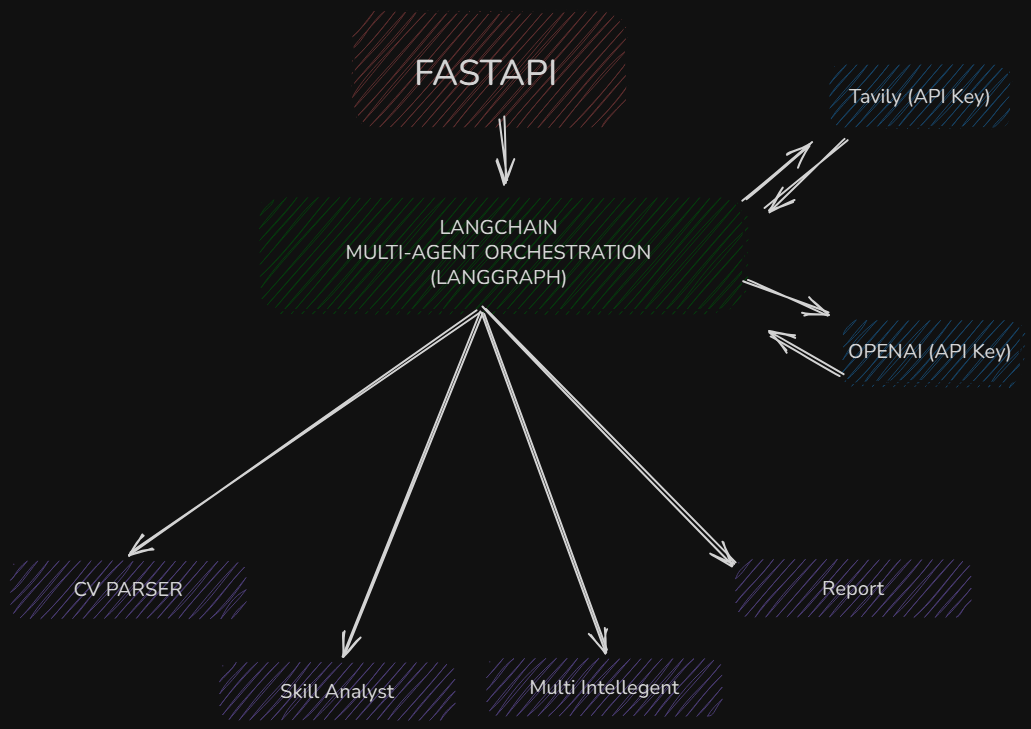 FASTAPI
Tavily (API Key)
LANGCHAIN
MULTI-AGENT ORCHESTRATION
(LANGGRAPH)
OPENAI (API Key)
CV PARSER
Report
Skill Analyst
Multi Intellegent